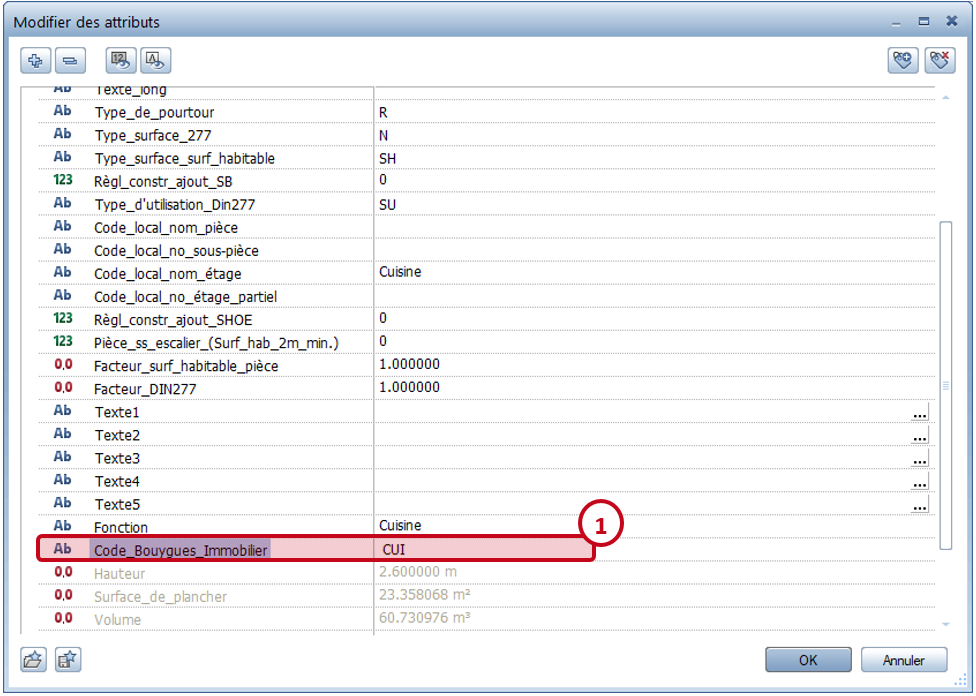 Modifier des attributs
12 A
Ab Texte_long
Ab Type_de_pourtour R
Ab Type_surface_277 N
Ab Type_surface_surf_habitable SH
123 Règl_constr_ajout_SB 0
Ab Type_d'utilisation_Din277 SU
Ab Code_local_nom_pièce
Ab Code_local_no_sous-pièce
Ab Code_local_nom_étage Cuisine
Ab Code_local_no_étage_partiel
123 Règl_constr_ajout_SHOE 0
123 Pièce_ss_escalier_(Surf_hab_2m_min.) 0
0,0 Facteur_surf_habitable_pièce 1.000000
0,0 Facteur_DIN277 1.000000
Ab Texte1 ...
Ab Texte2 ...
Ab Texte3 ...
Ab Texte4 ...
Ab Texte5 ...
Ab Fonction Cuisine
1
Ab Code_Bouygues_Immobilier CUI
0,0 Hauteur 2.600000 m
0,0 Surface_de_plancher 23.358068 m²
0,0 Volume 60.730976 m³
OK Annuler